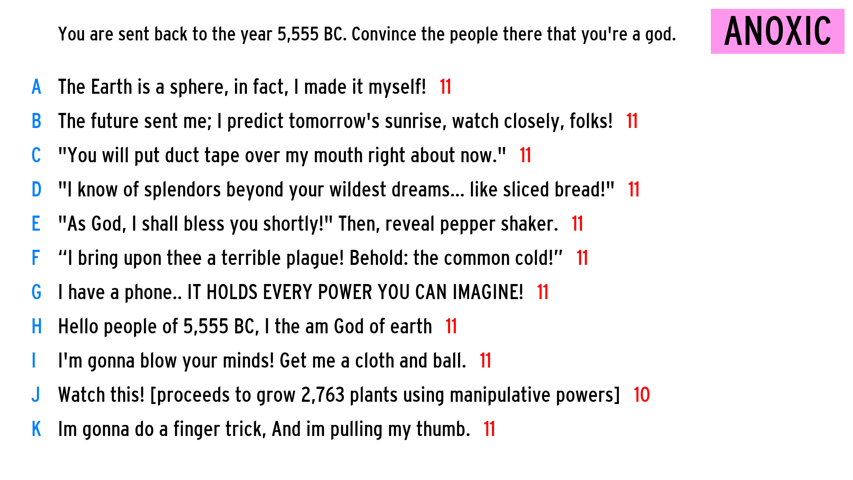 You are sent back to the year 5,555 BC. Convince the people there that you're a god.
ANOXIC
A The Earth is a sphere, in fact, I made it myself! 11
B The future sent me; I predict tomorrow's sunrise, watch closely, folks! 11
C "You will put duct tape over my mouth right about now." 11
D "I know of splendors beyond your wildest dreams... like sliced bread!" 11
E "As God, I shall bless you shortly!" Then, reveal pepper shaker. 11
F “I bring upon thee a terrible plague! Behold: the common cold!” 11
G I have a phone.. IT HOLDS EVERY POWER YOU CAN IMAGINE! 11
H Hello people of 5,555 BC, I the am God of earth 11
I I'm gonna blow your minds! Get me a cloth and ball. 11
J Watch this! [proceeds to grow 2,763 plants using manipulative powers] 10
K Im gonna do a finger trick, And im pulling my thumb. 11